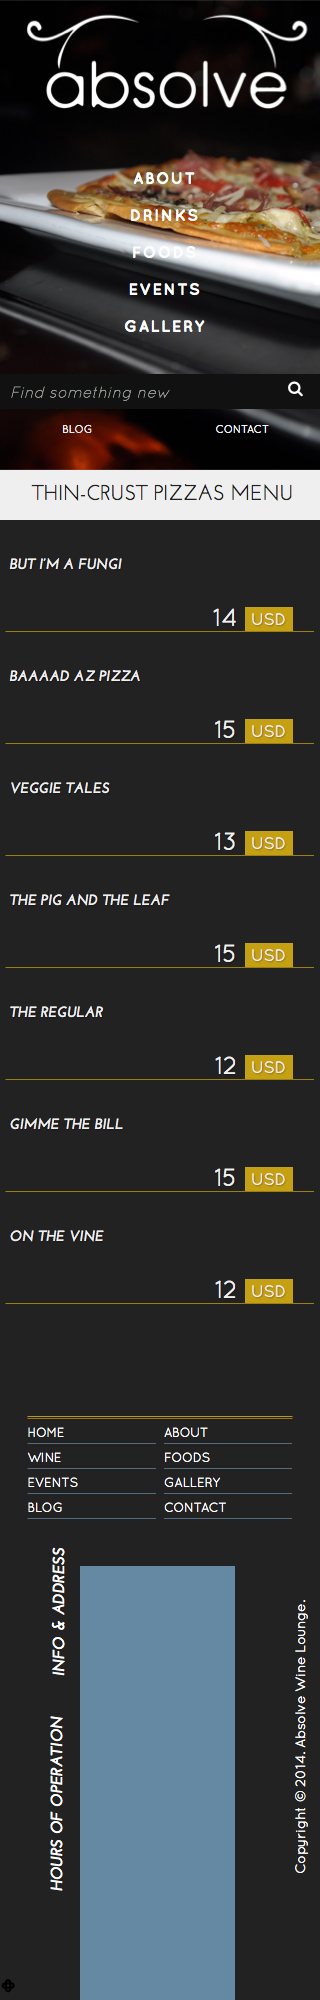 absolve
ABOUT
DRINKS
FOODS
EVENTS
GALLERY
Find something new
BLOG CONTACT
THIN-CRUST PIZZAS MENU
BUT I'M A FUNGI
14 USD
BAAAAD AZ PIZZA
15 USD
VEGGIE TALES
13 USD
THE PIG AND THE LEAF
15 USD
THE REGULAR
12 USD
GIMME THE BILL
15 USD
ON THE VINE
12 USD
HOME ABOUT
WINE FOODS
EVENTS GALLERY
BLOG CONTACT
INFO & ADDRESS
HOURS OF OPERATION
Copyright © 2014. Absolve Wine Lounge.